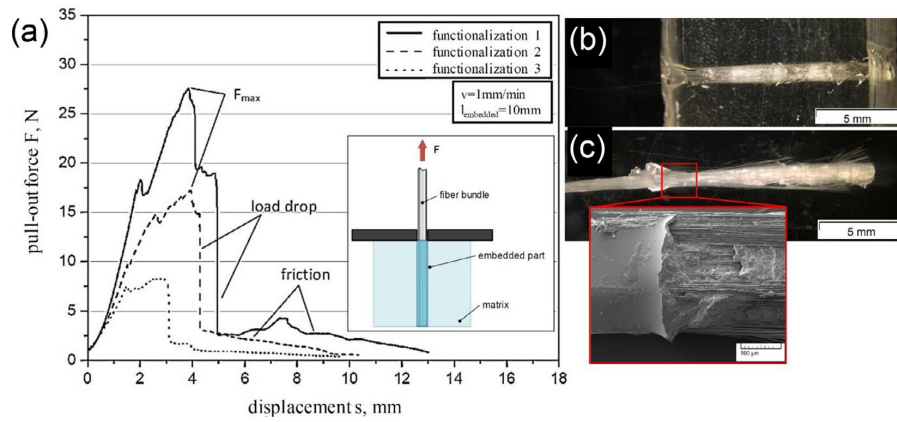 (a)
35
30
25
20
15
10
5
0
pull-out force F, N
0 2 4 6 8 10 12 14 16 18
displacement s, mm
functionalization 1
functionalization 2
functionalization 3
v=1mm/min
lembedded=10mm
Fmax
load drop
friction
F
fiber bundle
embedded part
matrix
(b)
5 mm
(c)
5 mm
500 µm